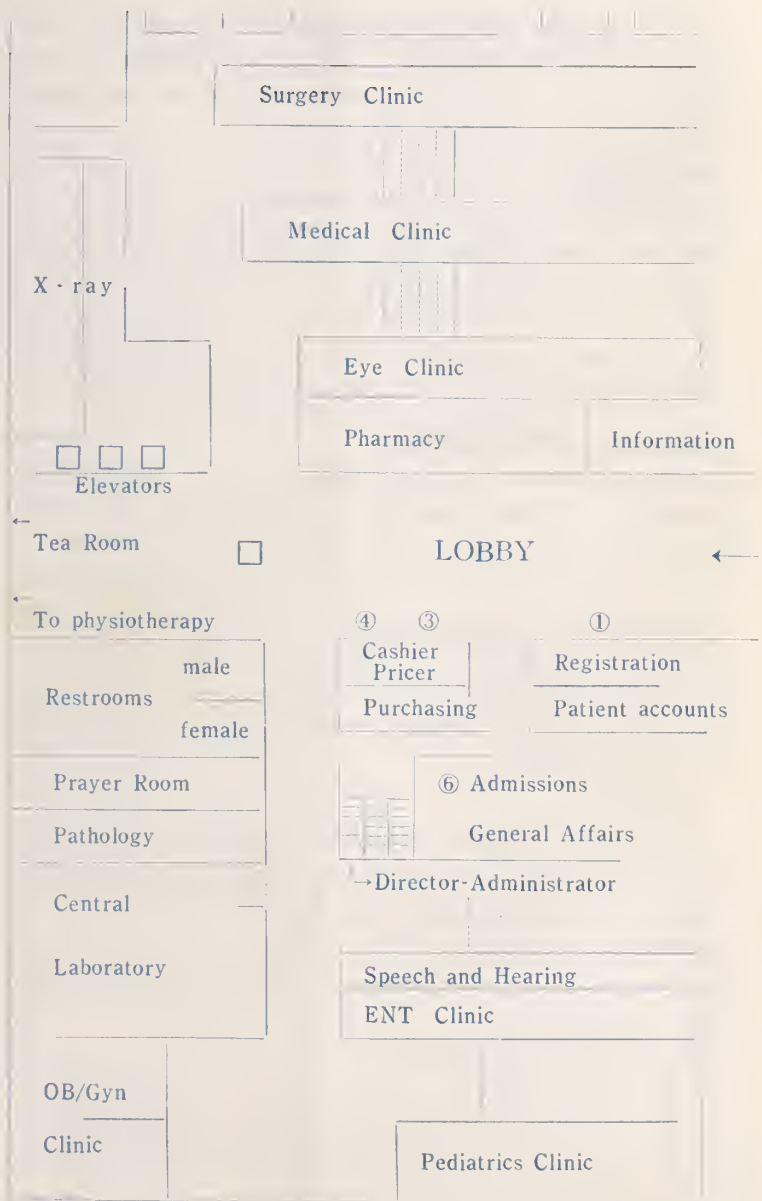 Surgery Clinic
Medical Clinic
X-ray
Eye Clinic
Pharmacy
Information
Elevators
←
Tea Room
LOBBY
←
←
To physiotherapy
④ ③ ①
Cashier
Pricer
Registration
Purchasing
Patient accounts
male
Restrooms
female
Prayer Room
⑥ Admissions
Pathology
General Affairs
→Director-Administrator
Central
Laboratory
Speech and Hearing
ENT Clinic
OB/Gyn
Clinic
Pediatrics Clinic